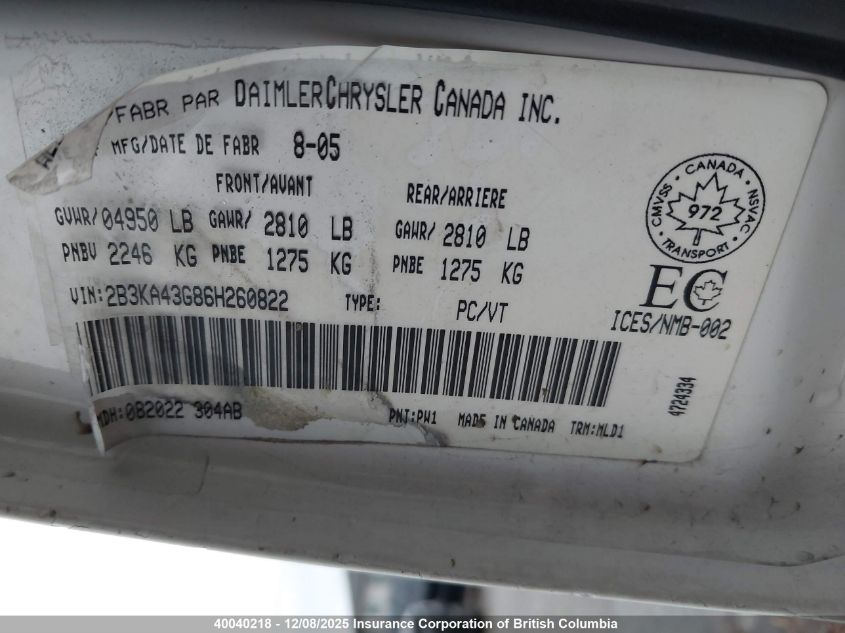 FABR PAR DAIMLERCHRYSLER CANADA INC.
MFG/DATE DE FABR 8-05
FRONT/AVANT REAR/ARRIERE
GVWR/04950 LB GAWR/ 2810 LB GAWR/ 2810 LB
PNBV 2246 KG PNBE 1275 KG PNBE 1275 KG
VIN:2B3KA43G86H260822 TYPE: PC/VT
MDH:082022 304AB PNT:PW1 MADE IN CANADA TRM:MLD1
CANADA
CMVSS NSVAC
972
TRANSPORT
EC
ICES/NMB-002
4724334
40040218 - 12/08/2025 Insurance Corporation of British Columbia